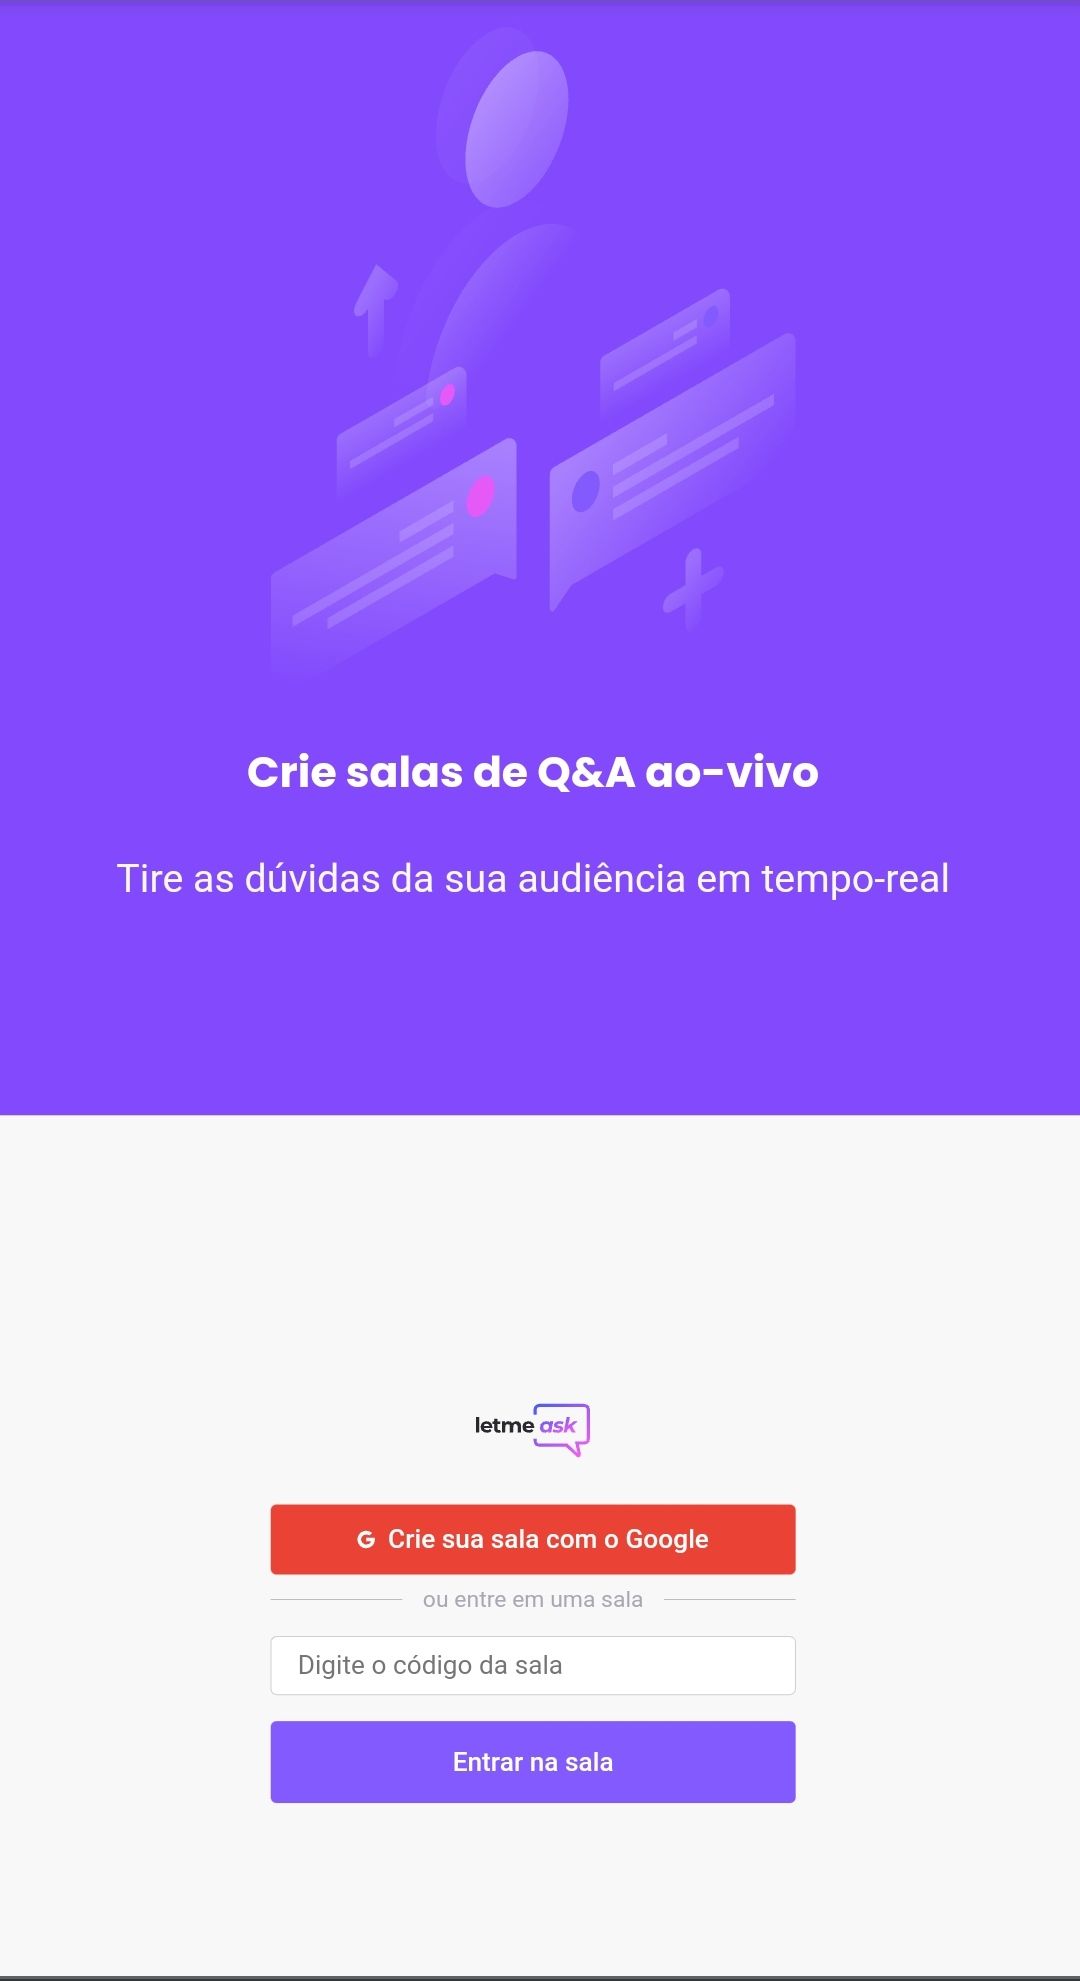 Crie salas de Q&A ao-vivo
Tire as dúvidas da sua audiência em tempo-real
letme ask
G Crie sua sala com o Google
ou entre em uma sala
Digite o código da sala
Entrar na sala